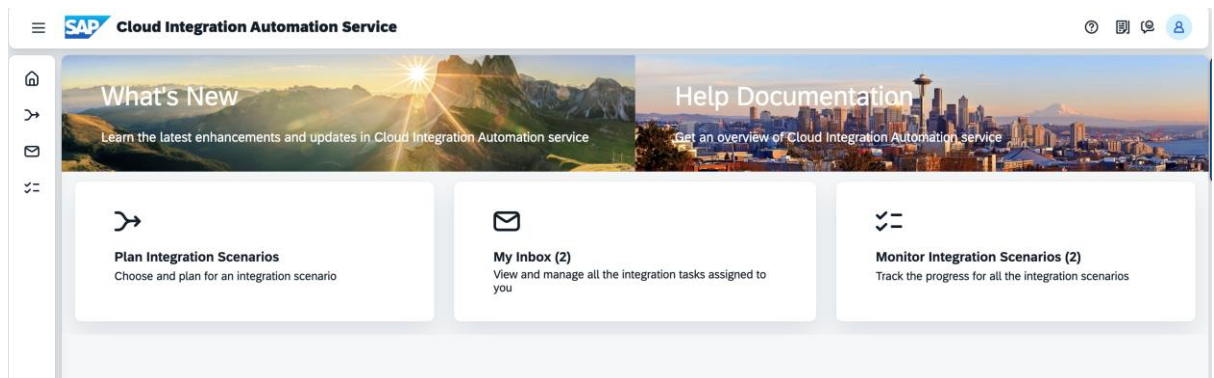 SAP Cloud Integration Automation Service
What's New
Learn the latest enhancements and updates in Cloud Integration Automation service
Help Documentation
Get an overview of Cloud Integration Automation service
Plan Integration Scenarios
Choose and plan for an integration scenario
My Inbox (2)
View and manage all the integration tasks assigned to
you
Monitor Integration Scenarios (2)
Track the progress for all the integration scenarios